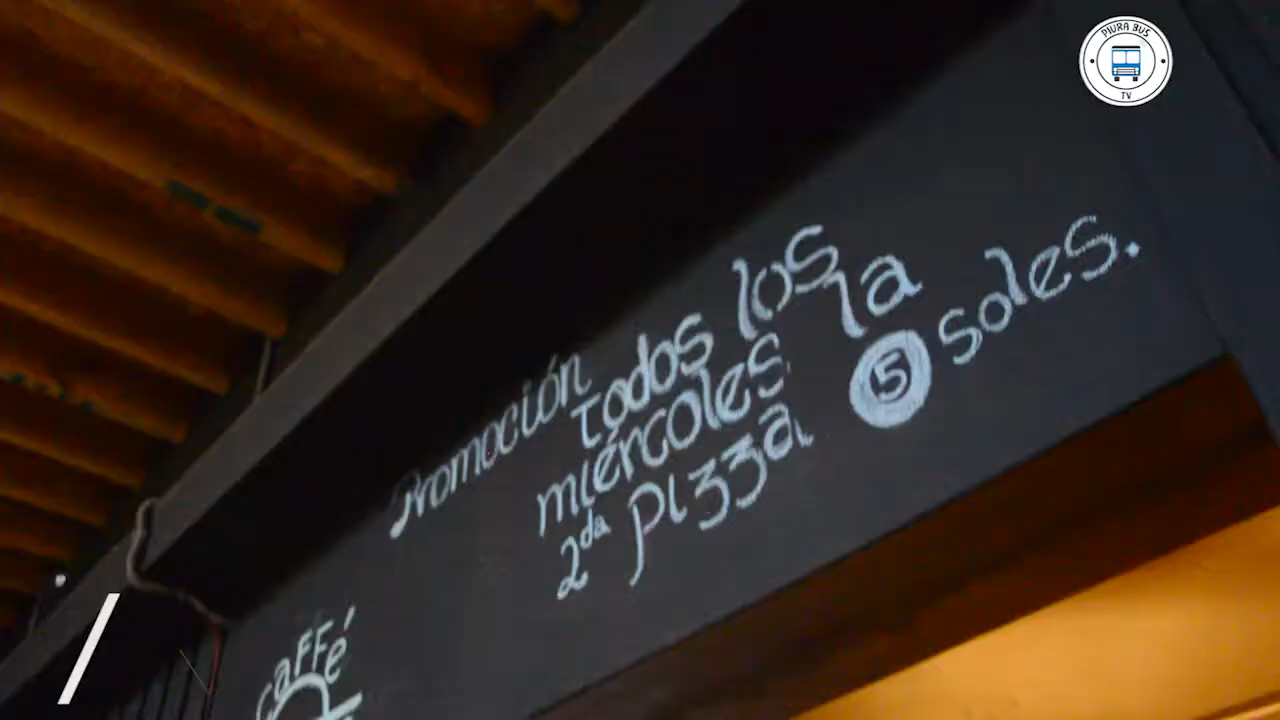 PIURA BUS
TV
Promoción todos los
miércoles la
2da pizza 5 soles.
caFFé